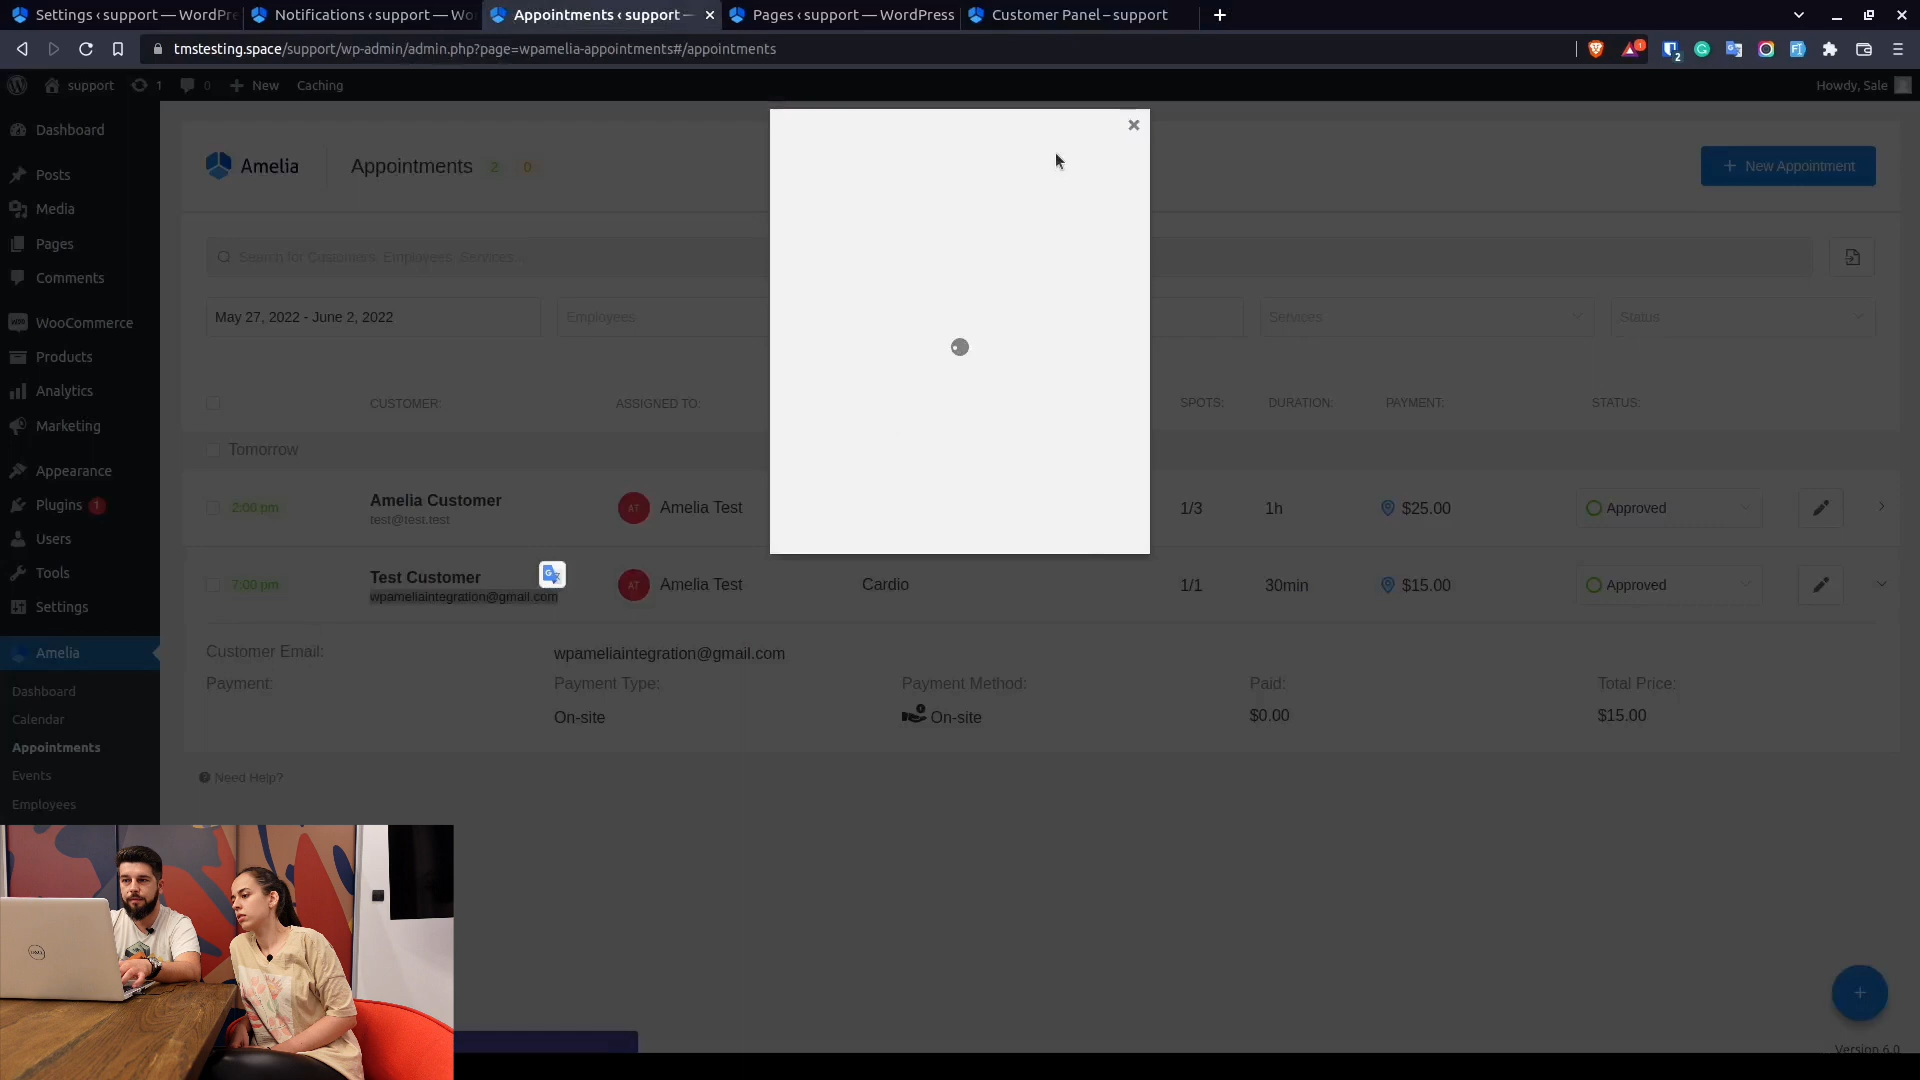 Settings ‹ support — WordPre
Notifications ‹ support — Wo
Appointments ‹ support —
Pages ‹ support — WordPress
Customer Panel – support
tmstesting.space/support/wp-admin/admin.php?page=wpamelia-appointments#/appointments
1
2
support
1
0
New
Caching
Howdy, Sale
Dashboard
Posts
Media
Pages
Comments
WooCommerce
Products
Analytics
Marketing
Appearance
Plugins 1
Users
Tools
Settings
Amelia
Dashboard
Calendar
Appointments
Events
Employees
Amelia
Appointments 2 0
+ New Appointment
Search for Customers, Employees, Services...
May 27, 2022 - June 2, 2022
Employees
Services
Status
CUSTOMER:
ASSIGNED TO:
SPOTS:
DURATION:
PAYMENT:
STATUS:
Tomorrow
2:00 pm
Amelia Customer
test@test.test
AT
Amelia Test
1/3
1h
$25.00
Approved
7:00 pm
Test Customer
wpameliaintegration@gmail.com
AT
Amelia Test
Cardio
1/1
30min
$15.00
Approved
Customer Email:
wpameliaintegration@gmail.com
Payment:
Payment Type:
Payment Method:
Paid:
Total Price:
On-site
On-site
$0.00
$15.00
Need Help?
DELL
Version 6.0